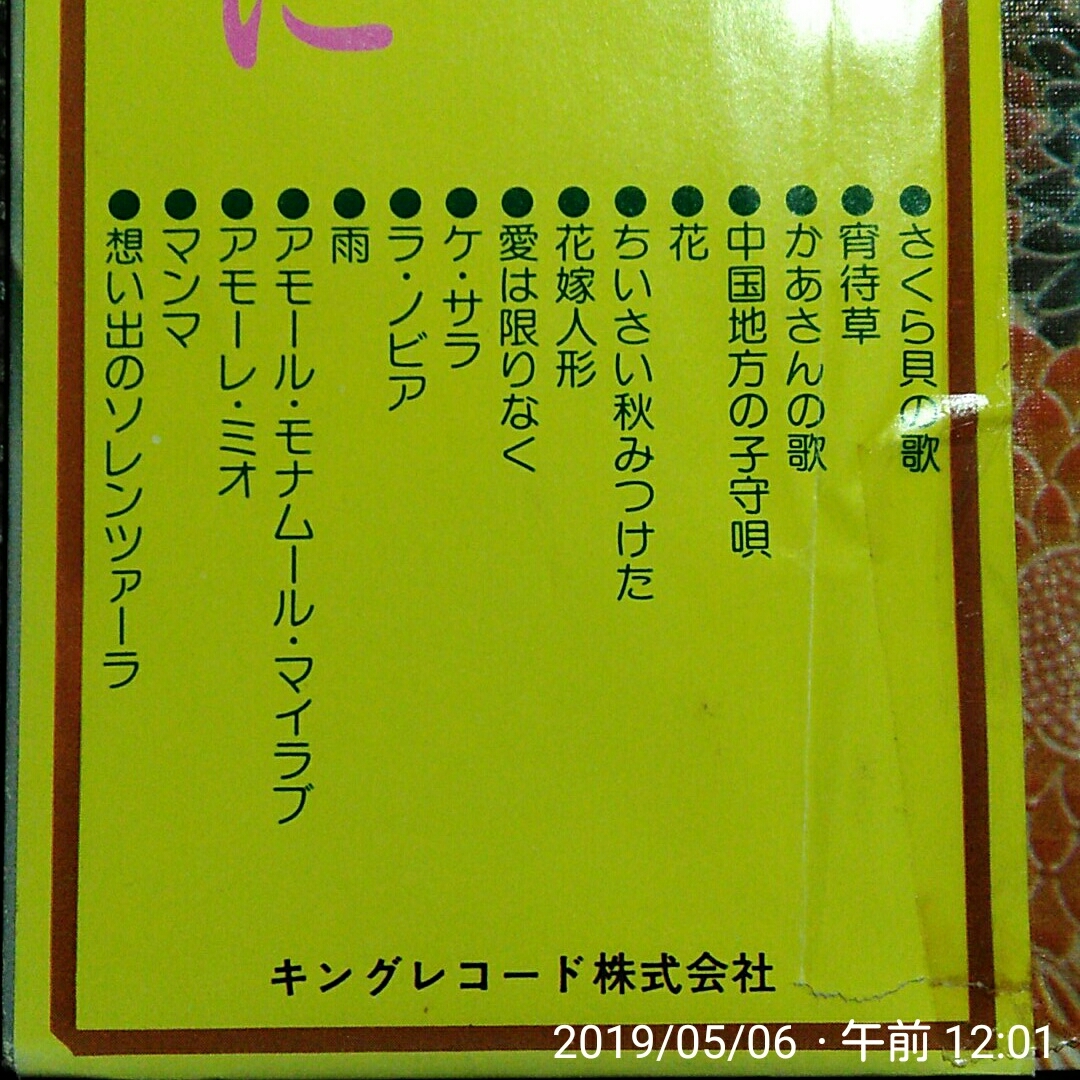 に
●さくら貝の歌
●宵待草
●かあさんの歌
●中国地方の子守唄
●花
●ちいさい秋みつけた
●花嫁人形
●愛は限りなく
●ケ・サラ
●ラ・ノビア
●雨
●アモール・モナムール・マイラブ
●アモーレ・ミオ
●マンマ
●想い出のソレンツァーラ
キングレコード株式会社
2019/05/06・午前 12:01